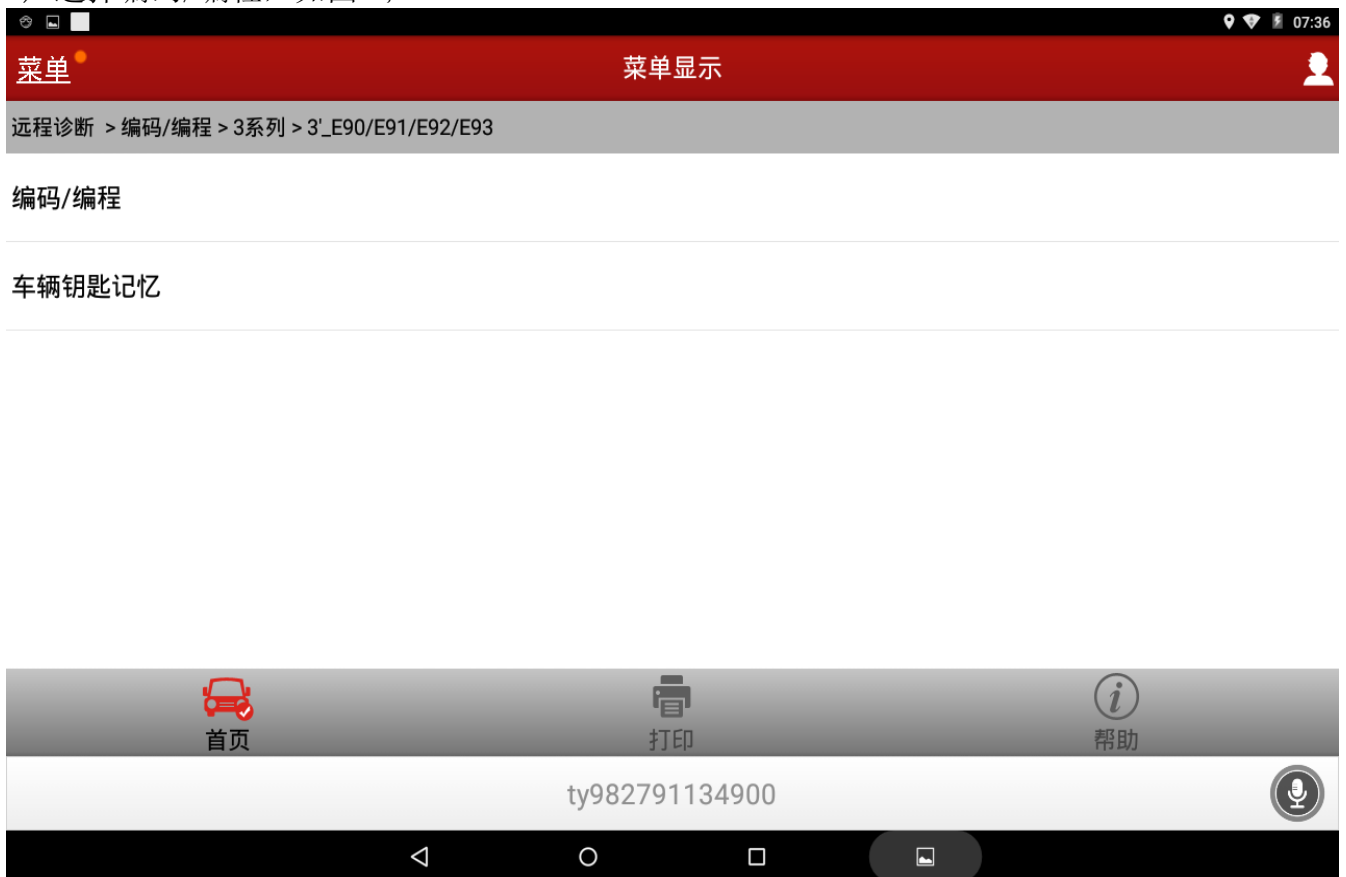 07:36
菜单
菜单显示
远程诊断 > 编码/编程 > 3系列 > 3'_E90/E91/E92/E93
编码/编程
车辆钥匙记忆
首页
打印
帮助
ty982791134900